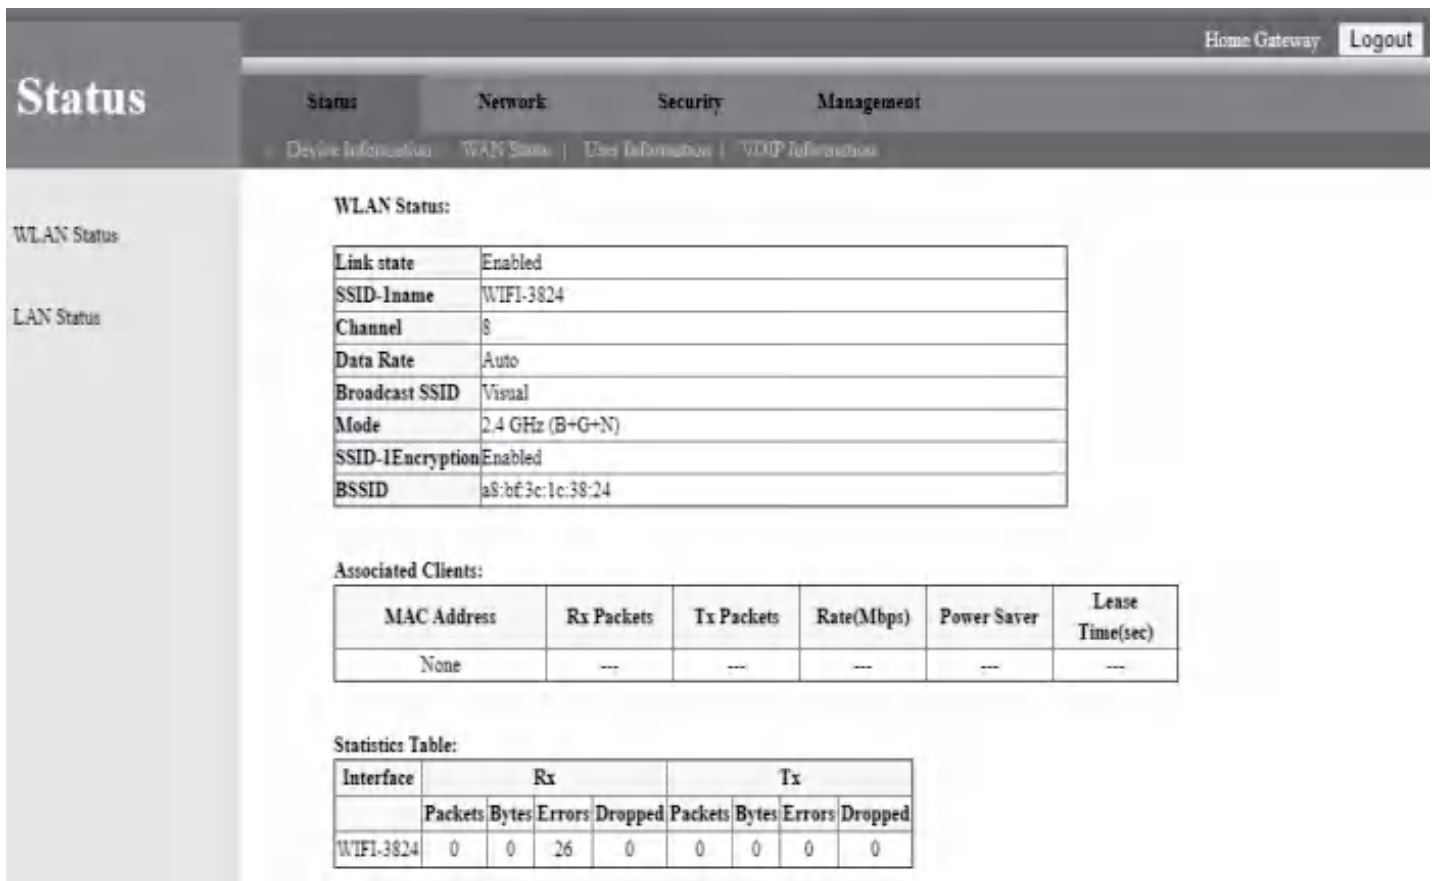 Home Gateway Logout
Status
Status Network Security Management
Device Information WAN Status | User Information | VOIP Information
WLAN Status
LAN Status
WLAN Status:
Link state Enabled
SSID-1name WIFI-3824
Channel 8
Data Rate Auto
Broadcast SSID Visual
Mode 2.4 GHz (B+G+N)
SSID-1Encryption Enabled
BSSID a8:bf:3c:1c:38:24
Associated Clients:
MAC Address Rx Packets Tx Packets Rate(Mbps) Power Saver Lease
Time(sec)
None --- --- --- --- ---
Statistics Table:
Interface Rx Tx
Packets Bytes Errors Dropped Packets Bytes Errors Dropped
WIFI-3824 0 0 26 0 0 0 0 0